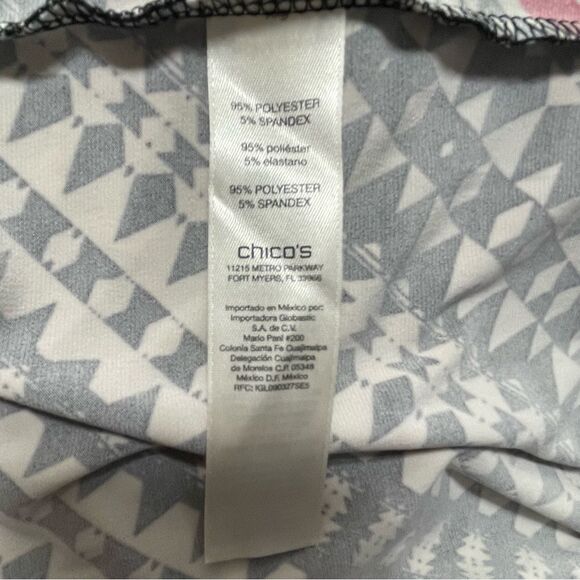 95% POLYESTER
5% SPANDEX
95% poliéster
5% elastano
95% POLYESTER
5% SPANDEX
chico's
11215 METRO PARKWAY
FORT MYERS, FL 33966
Importado en México por:
Importadora Globastic
S.A. de C.V.
Mario Pani #200
Colonia Santa Fe Cuajimalpa
Delegación Cuajimalpa
de Morelos C.P. 05348
México D.F. México
RFC: IGL090327SE5